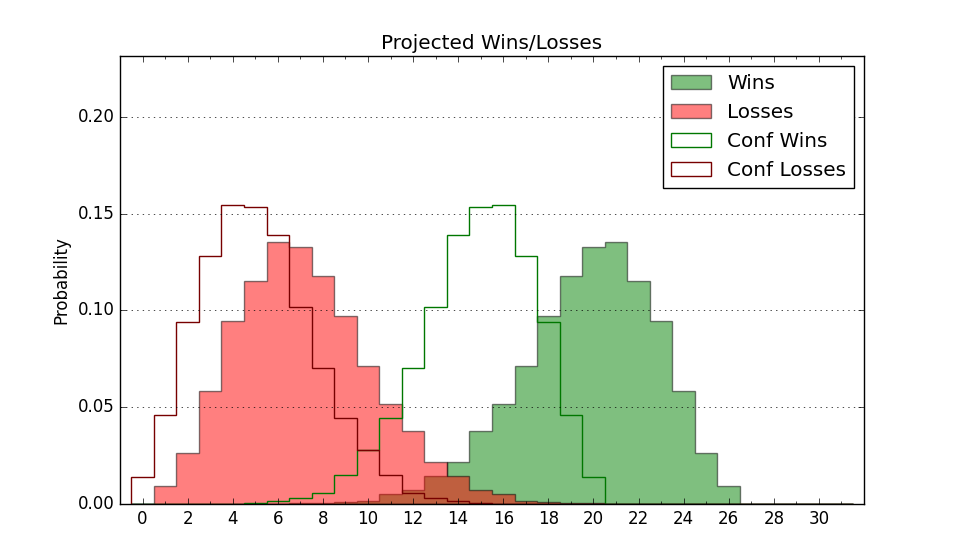 Projected Wins/Losses
Wins
Losses
Conf Wins
Conf Losses
Probability
0.20
0.15
0.10
0.05
0.00
0 2 4 6 8 10 12 14 16 18 20 22 24 26 28 30